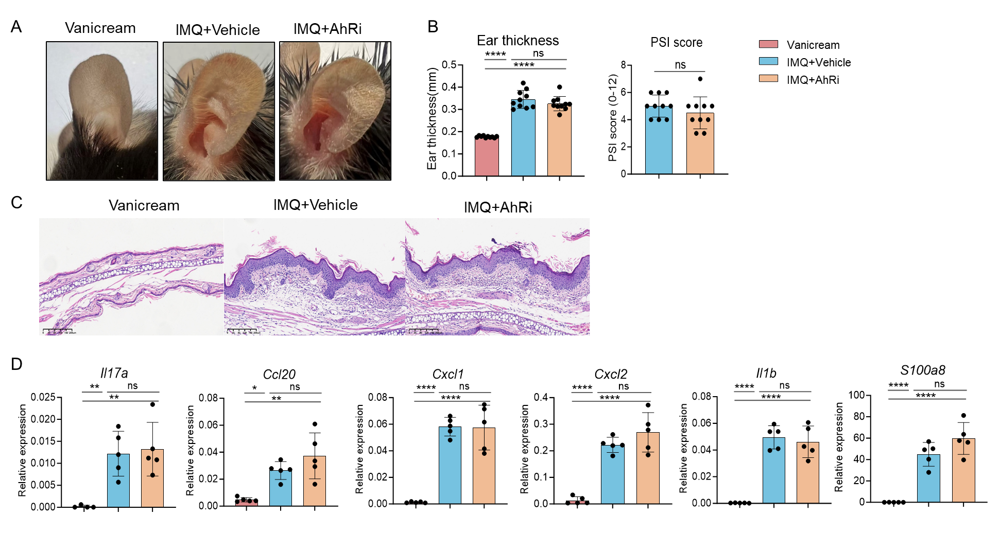 A
Vanicream
IMQ+Vehicle
IMQ+AhRi
B
Ear thickness
**** ns
****
Ear thickness(mm)
0.5
0.4
0.3
0.2
0.1
0.0
PSI score
ns
PSI score (0-12)
8
6
4
2
0
Vanicream
IMQ+Vehicle
IMQ+AhRi
C
Vanicream
IMQ+Vehicle
IMQ+AhRi
D
Il17a
** ns
**
Relative expression
0.025
0.020
0.015
0.010
0.005
0.000
Ccl20
* ns
**
Relative expression
0.08
0.06
0.04
0.02
0.00
Cxcl1
**** ns
****
Relative expression
0.08
0.06
0.04
0.02
0.00
Cxcl2
**** ns
****
Relative expression
0.4
0.3
0.2
0.1
0.0
Il1b
**** ns
****
Relative expression
0.08
0.06
0.04
0.02
0.00
S100a8
**** ns
****
Relative expression
100
80
60
40
20
0